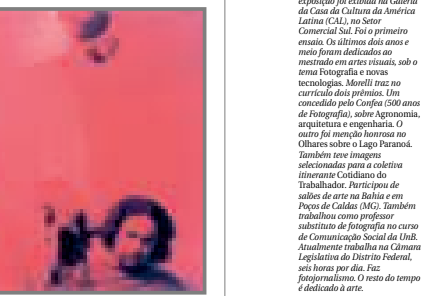 exposição foi exibida na Galeria
da Casa da Cultura da América
Latina (CAL), no Setor
Comercial Sul. Foi o primeiro
ensaio. Os últimos dois anos e
meio foram dedicados ao
mestrado em artes visuais, sob o
tema Fotografia e novas
tecnologias. Morelli traz no
currículo dois prêmios. Um
concedido pelo Confea (500 anos
de Fotografia), sobre Agronomia,
arquitetura e engenharia. O
outro foi menção honrosa no
Olhares sobre o Lago Paranoá.
Também teve imagens
selecionadas para a coletiva
itinerante Cotidiano do
Trabalhador. Participou de
salões de arte na Bahia e em
Poços de Caldas (MG). Também
trabalhou como professor
substituto de fotografia no curso
de Comunicação Social da UnB.
Atualmente trabalha na Câmara
Legislativa do Distrito Federal,
seis horas por dia. Faz
fotojornalismo. O resto do tempo
é dedicado à arte.